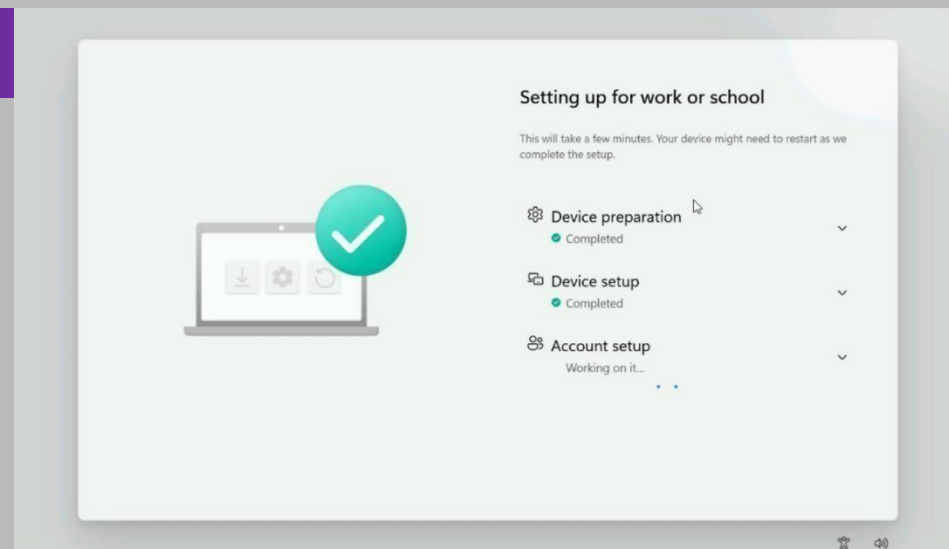 Setting up for work or school
This will take a few minutes. Your device might need to restart as we
complete the setup.
Device preparation
Completed
Device setup
Completed
Account setup
Working on it...